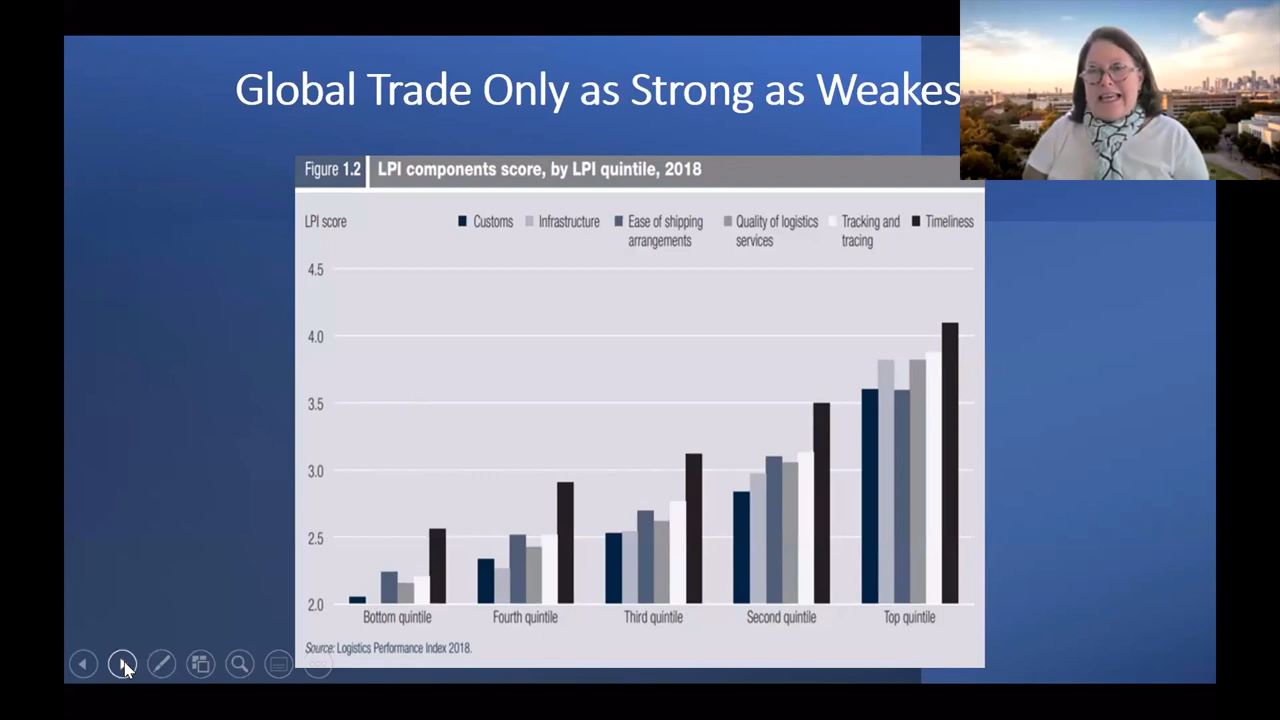 Global Trade Only as Strong as Weakes
Figure 1.2 LPI components score, by LPI quintile, 2018
LPI score
Customs Infrastructure Ease of shipping arrangements Quality of logistics services Tracking and tracing Timeliness
4.5
4.0
3.5
3.0
2.5
2.0
Bottom quintile Fourth quintile Third quintile Second quintile Top quintile
Source: Logistics Performance Index 2018.